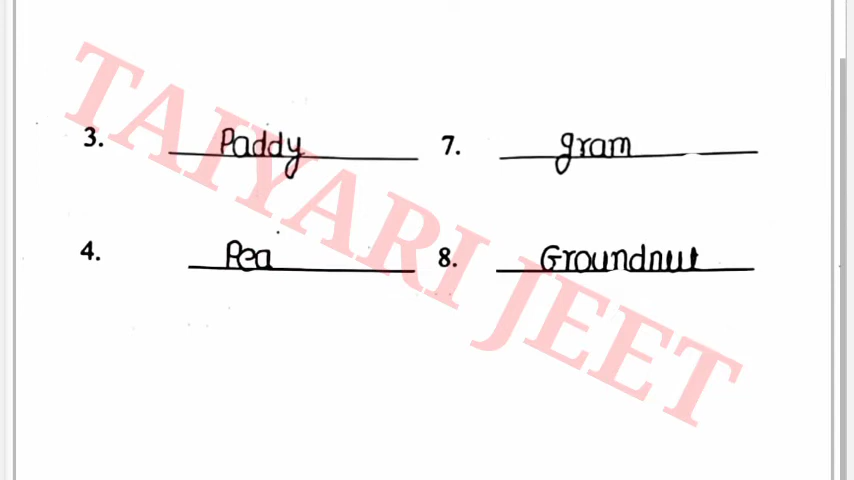 3. Paddy 7. gram
4. Pea 8. Groundnut
TAIYARI JEET